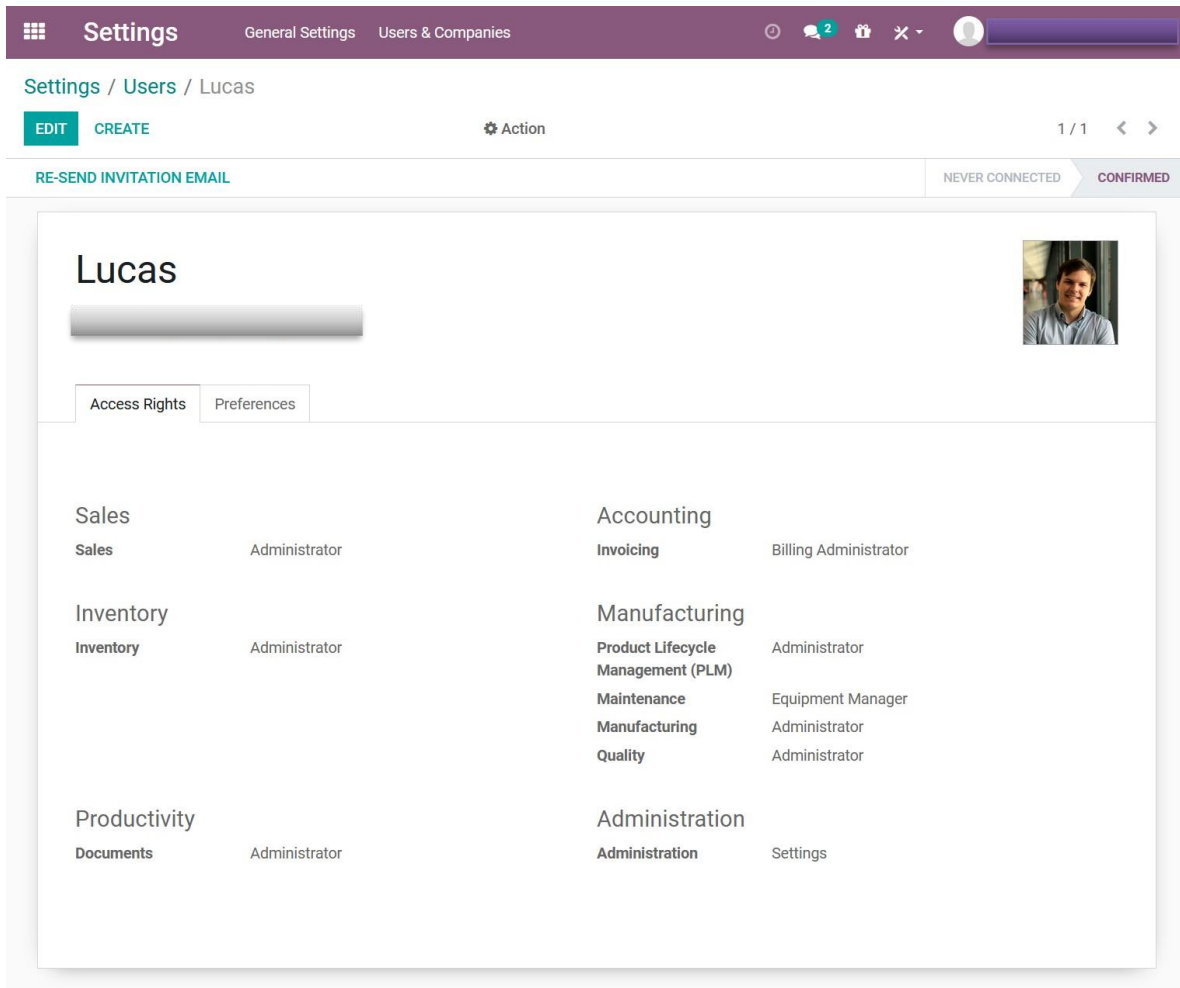 Settings General Settings Users & Companies 2
Settings / Users / Lucas
EDIT CREATE Action 1 / 1
RE-SEND INVITATION EMAIL NEVER CONNECTED CONFIRMED
Lucas
Access Rights Preferences
Sales Accounting
Sales Administrator Invoicing Billing Administrator
Inventory Manufacturing
Inventory Administrator Product Lifecycle Administrator
Management (PLM)
Maintenance Equipment Manager
Manufacturing Administrator
Quality Administrator
Productivity Administration
Documents Administrator Administration Settings